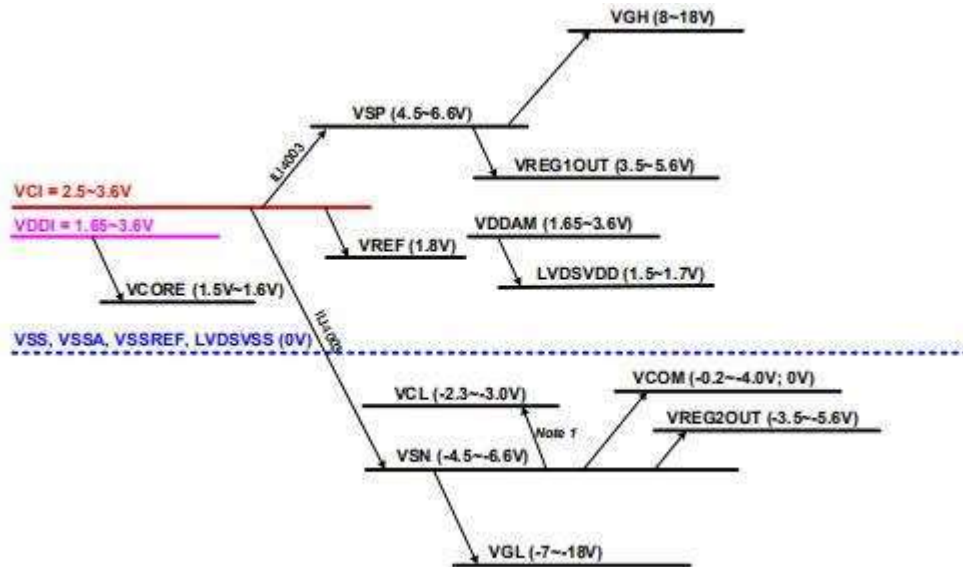 VGH (8~18V)
VSP (4.5~6.6V)
ILI4003
VREG1OUT (3.5~5.6V)
VCI = 2.5~3.6V
VDDI = 1.65~3.6V
VDDAM (1.65~3.6V)
VREF (1.8V)
LVDSVDD (1.5~1.7V)
VCORE (1.5V~1.6V)
ILI4003
VSS, VSSA, VSSREF, LVDSVSS (0V)
VCOM (-0.2~-4.0V; 0V)
VCL (-2.3~-3.0V)
VREG2OUT (-3.5~-5.6V)
Note 1
VSN (-4.5~-6.6V)
VGL (-7~-18V)